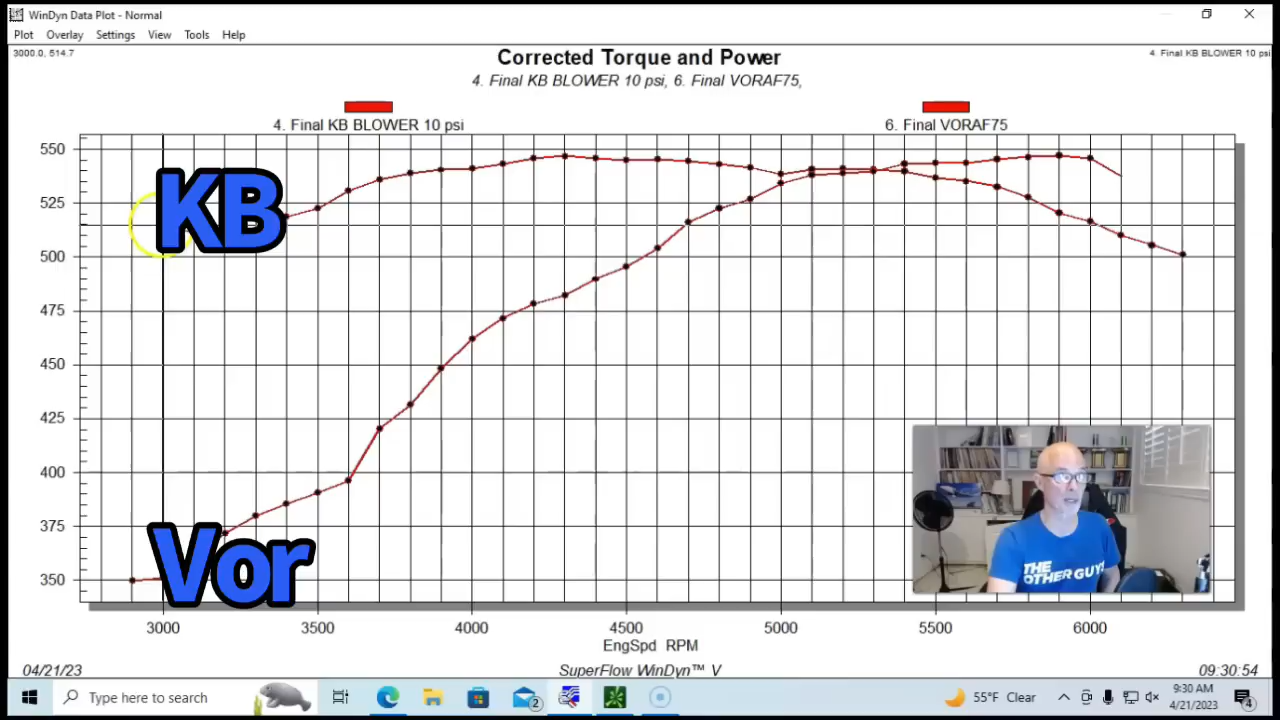 WinDyn Data Plot - Normal
Plot Overlay Settings View Tools Help
3000.0, 514.7
4. Final KB BLOWER 10 psi
Corrected Torque and Power
4. Final KB BLOWER 10 psi, 6. Final VORAF75,
4. Final KB BLOWER 10 psi
6. Final VORAF75
550
525
500
475
450
425
400
375
350
KB
Vor
THE
OTHER GUYS
3000 3500 4000 4500 5000 5500 6000
EngSpd RPM
04/21/23
SuperFlow WinDyn™ V
09:30:54
Type here to search
2
55°F Clear
9:30 AM
4/21/2023
4